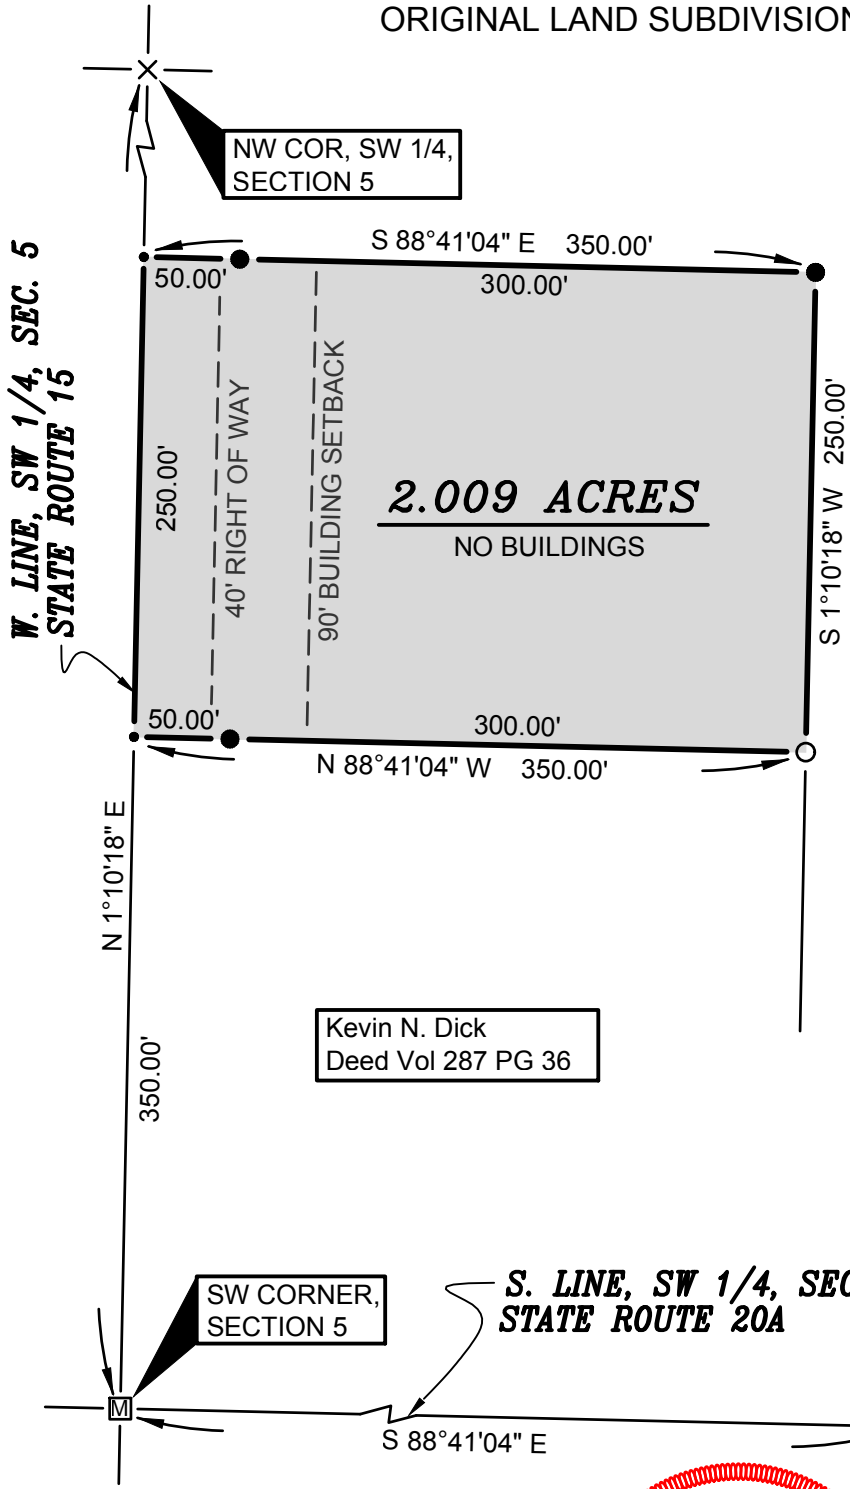 ORIGINAL LAND SUBDIVISION
NW COR, SW 1/4,
SECTION 5
S 88°41'04" E 350.00'
50.00'
300.00'
W. LINE, SW 1/4, SEC. 5
STATE ROUTE 15
250.00'
40' RIGHT OF WAY
90' BUILDING SETBACK
2.009 ACRES
NO BUILDINGS
S 1°10'18" W 250.00'
50.00'
300.00'
N 88°41'04" W 350.00'
N 1°10'18" E
350.00'
Kevin N. Dick
Deed Vol 287 PG 36
SW CORNER,
SECTION 5
S. LINE, SW 1/4, SEC
STATE ROUTE 20A
M
S 88°41'04" E